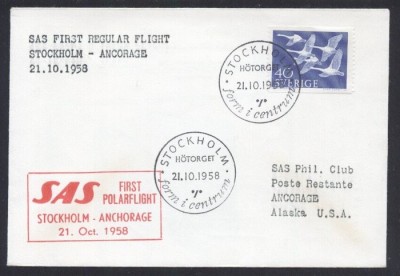 SAS FIRST REGULAR FLIGHT
STOCKHOLM - ANCORAGE
21.10.1958
STOCKHOLM
HÖTORGET
21.10.1958
form i centrum
40
SVERIGE
STOCKHOLM
HÖTORGET
21.10.1958
form i centrum
SAS FIRST
POLARFLIGHT
STOCKHOLM - ANCHORAGE
21. Oct. 1958
SAS Phil. Club
Poste Restante
ANCORAGE
Alaska U.S.A.